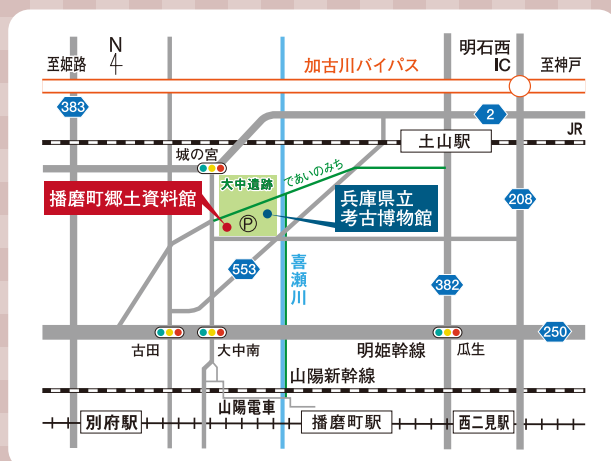 N
至姫路
加古川バイパス
明石西
IC
至神戸
383
2
JR
土山駅
城の宮
大中遺跡
であいのみち
播磨町郷土資料館
兵庫県立
考古博物館
P
208
喜瀬川
553
382
250
古田
大中南
明姫幹線
瓜生
山陽新幹線
山陽電車
別府駅
播磨町駅
西二見駅